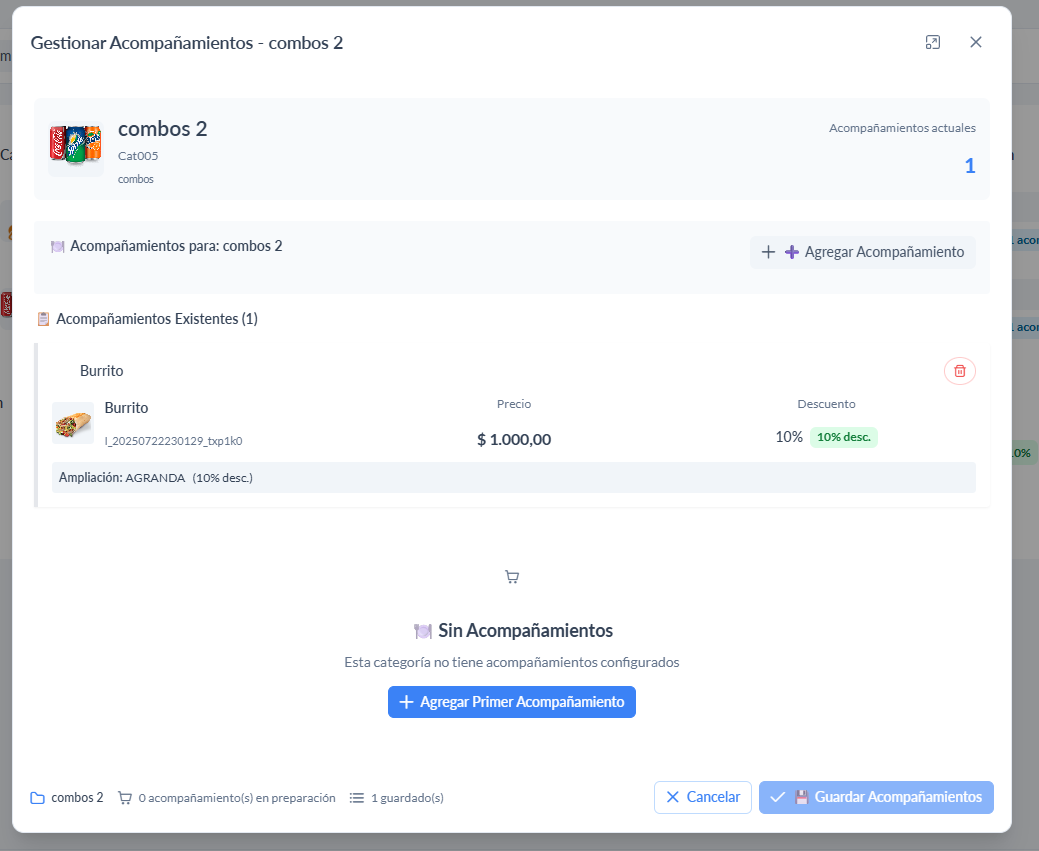 Gestionar Acompañamientos - combos 2
combos 2
Cat005
combos
Acompañamientos actuales
1
Acompañamientos para: combos 2
Agregar Acompañamiento
Acompañamientos Existentes (1)
Burrito
Burrito
I_20250722230129_txp1k0
Precio
$ 1.000,00
Descuento
10% 10% desc.
Ampliación: AGRANDA (10% desc.)
Sin Acompañamientos
Esta categoría no tiene acompañamientos configurados
Agregar Primer Acompañamiento
combos 2 0 acompañamiento(s) en preparación 1 guardado(s)
Cancelar
Guardar Acompañamientos